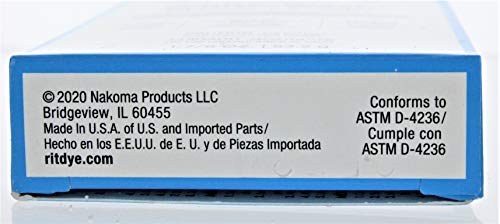 © 2020 Nakoma Products LLC
Bridgeview, IL 60455
Made In U.S.A. of U.S. and Imported Parts/
Hecho en los E.E.U.U. de E. U. y de Piezas Importada
ritdye.com
Conforms to
ASTM D-4236/
Cumple con
ASTM D-4236